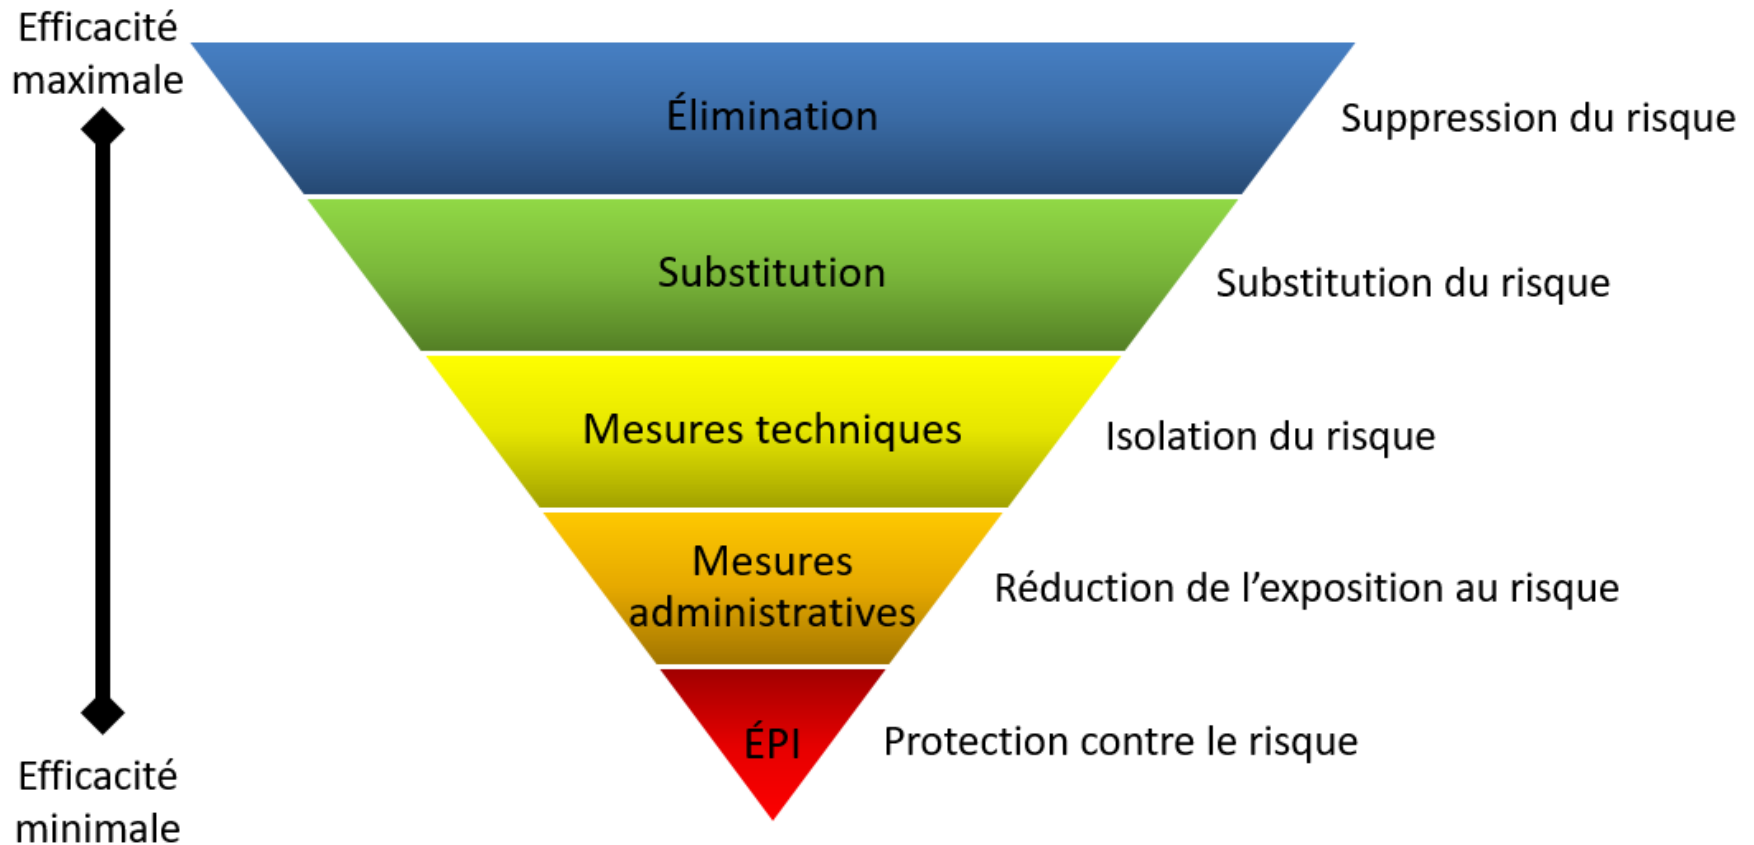 Efficacité
maximale
Élimination
Suppression du risque
Substitution
Substitution du risque
Mesures techniques
Isolation du risque
Mesures
administratives
Réduction de l’exposition au risque
ÉPI
Protection contre le risque
Efficacité
minimale